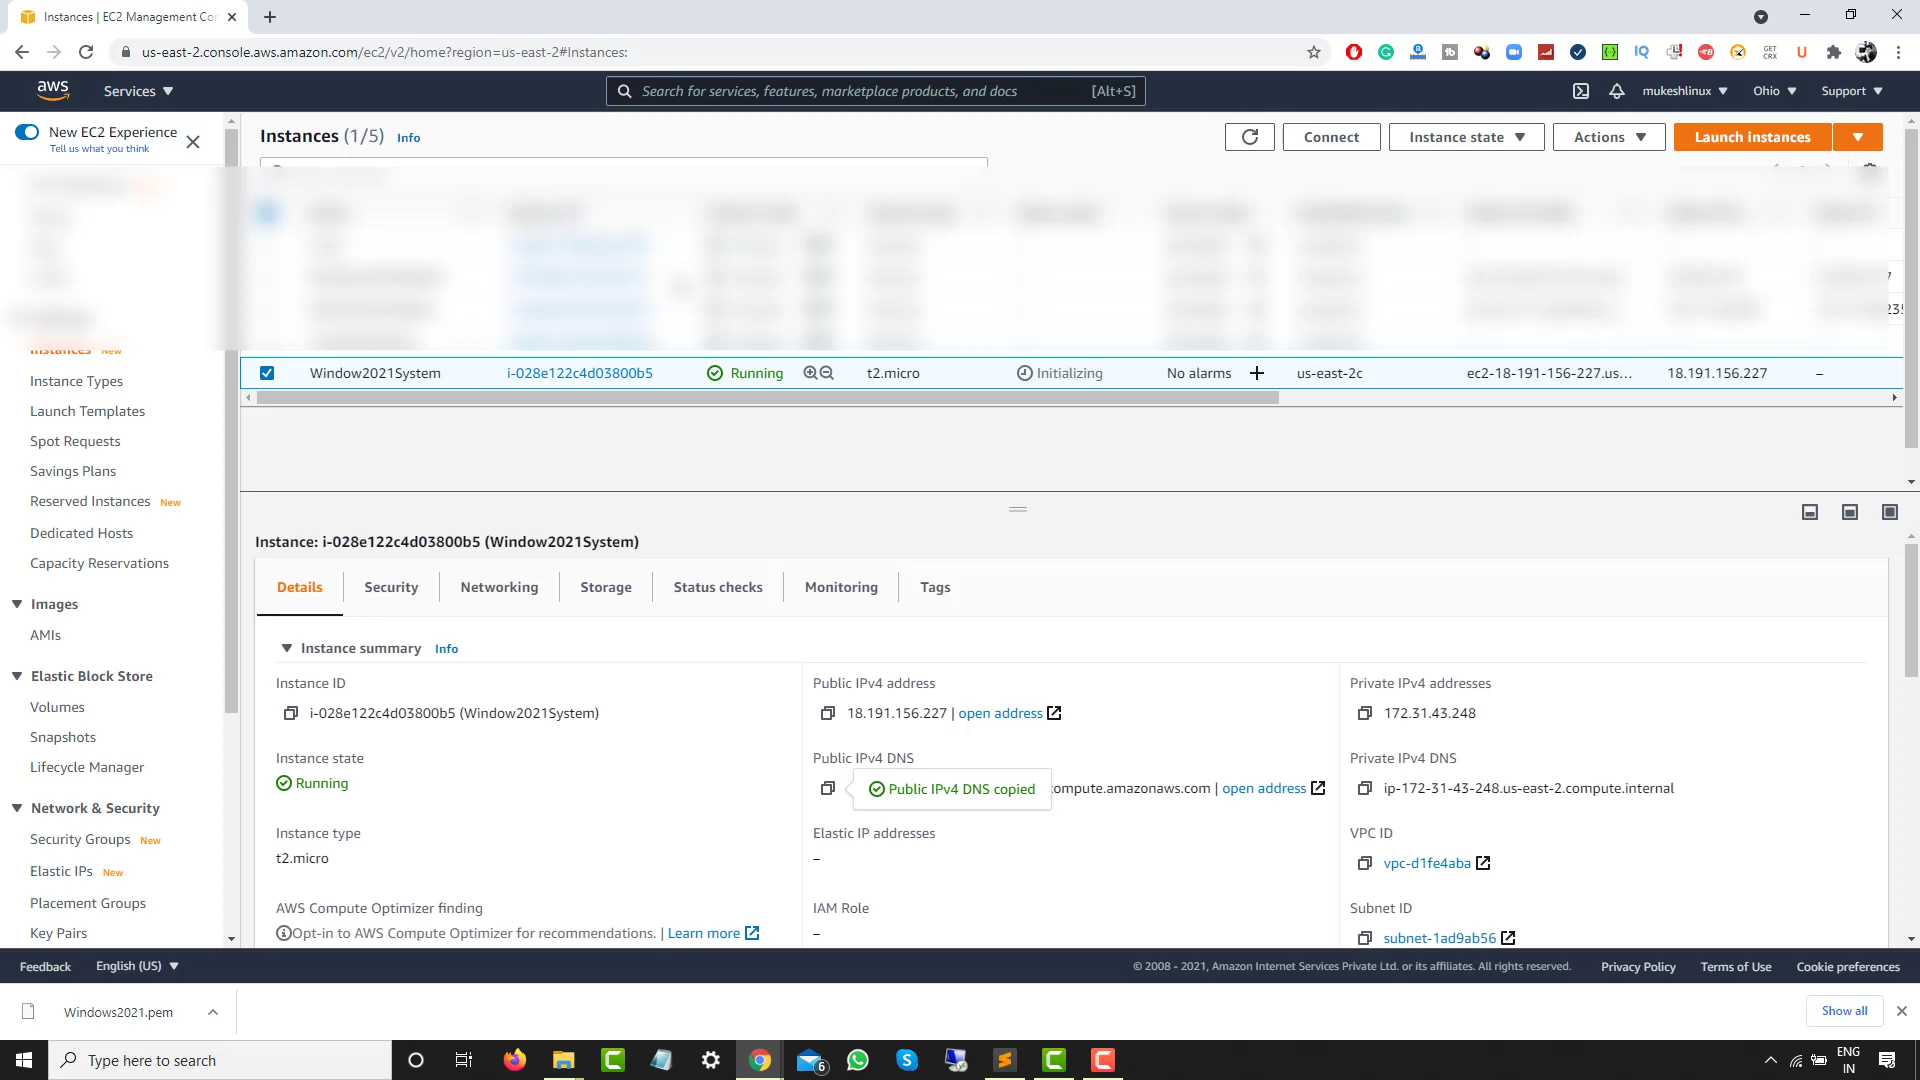 Instances | EC2 Management Cor
us-east-2.console.aws.amazon.com/ec2/v2/home?region=us-east-2#Instances:
aws
Services
Search for services, features, marketplace products, and docs
[Alt+S]
mukeshlinux
Ohio
Support
New EC2 Experience
Tell us what you think
Instances (1/5) Info
Connect
Instance state
Actions
Launch instances
Instances New
Instance Types
Launch Templates
Spot Requests
Savings Plans
Reserved Instances New
Dedicated Hosts
Capacity Reservations
Images
AMIs
Elastic Block Store
Volumes
Snapshots
Lifecycle Manager
Network & Security
Security Groups New
Elastic IPs New
Placement Groups
Key Pairs
Window2021System i-028e122c4d03800b5 Running t2.micro Initializing No alarms + us-east-2c ec2-18-191-156-227.us... 18.191.156.227 –
Instance: i-028e122c4d03800b5 (Window2021System)
Details Security Networking Storage Status checks Monitoring Tags
Instance summary Info
Instance ID
i-028e122c4d03800b5 (Window2021System)
Instance state
Running
Instance type
t2.micro
AWS Compute Optimizer finding
Opt-in to AWS Compute Optimizer for recommendations. | Learn more
Public IPv4 address
18.191.156.227 | open address
Public IPv4 DNS
Public IPv4 DNS copied
compute.amazonaws.com | open address
Elastic IP addresses
–
IAM Role
–
Private IPv4 addresses
172.31.43.248
Private IPv4 DNS
ip-172-31-43-248.us-east-2.compute.internal
VPC ID
vpc-d1fe4aba
Subnet ID
subnet-1ad9ab56
Feedback English (US)
© 2008 - 2021, Amazon Internet Services Private Ltd. or its affiliates. All rights reserved. Privacy Policy Terms of Use Cookie preferences
Windows2021.pem
Show all
Type here to search
6
ENG
IN